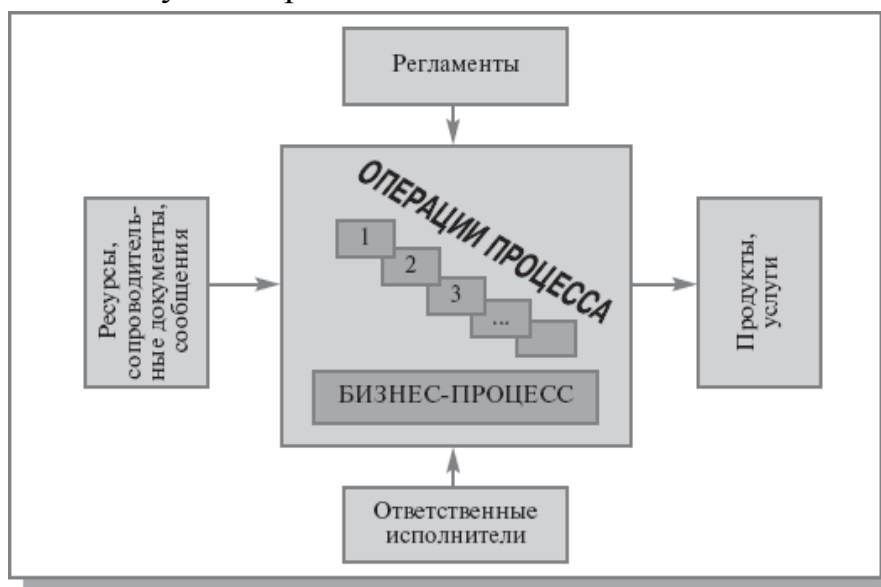 Регламенты
Ресурсы,
сопроводитель-
ные документы,
сообщения
ОПЕРАЦИИ ПРОЦЕССА
1
2
3
...
БИЗНЕС-ПРОЦЕСС
Продукты,
услуги
Ответственные
исполнители